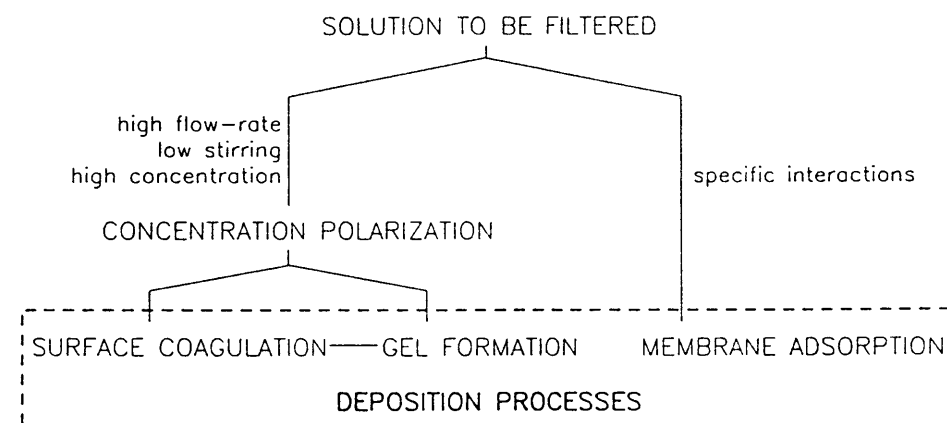 SOLUTION TO BE FILTERED
high flow-rate
low stirring
high concentration
specific interactions
CONCENTRATION POLARIZATION
SURFACE COAGULATION GEL FORMATION MEMBRANE ADSORPTION
DEPOSITION PROCESSES